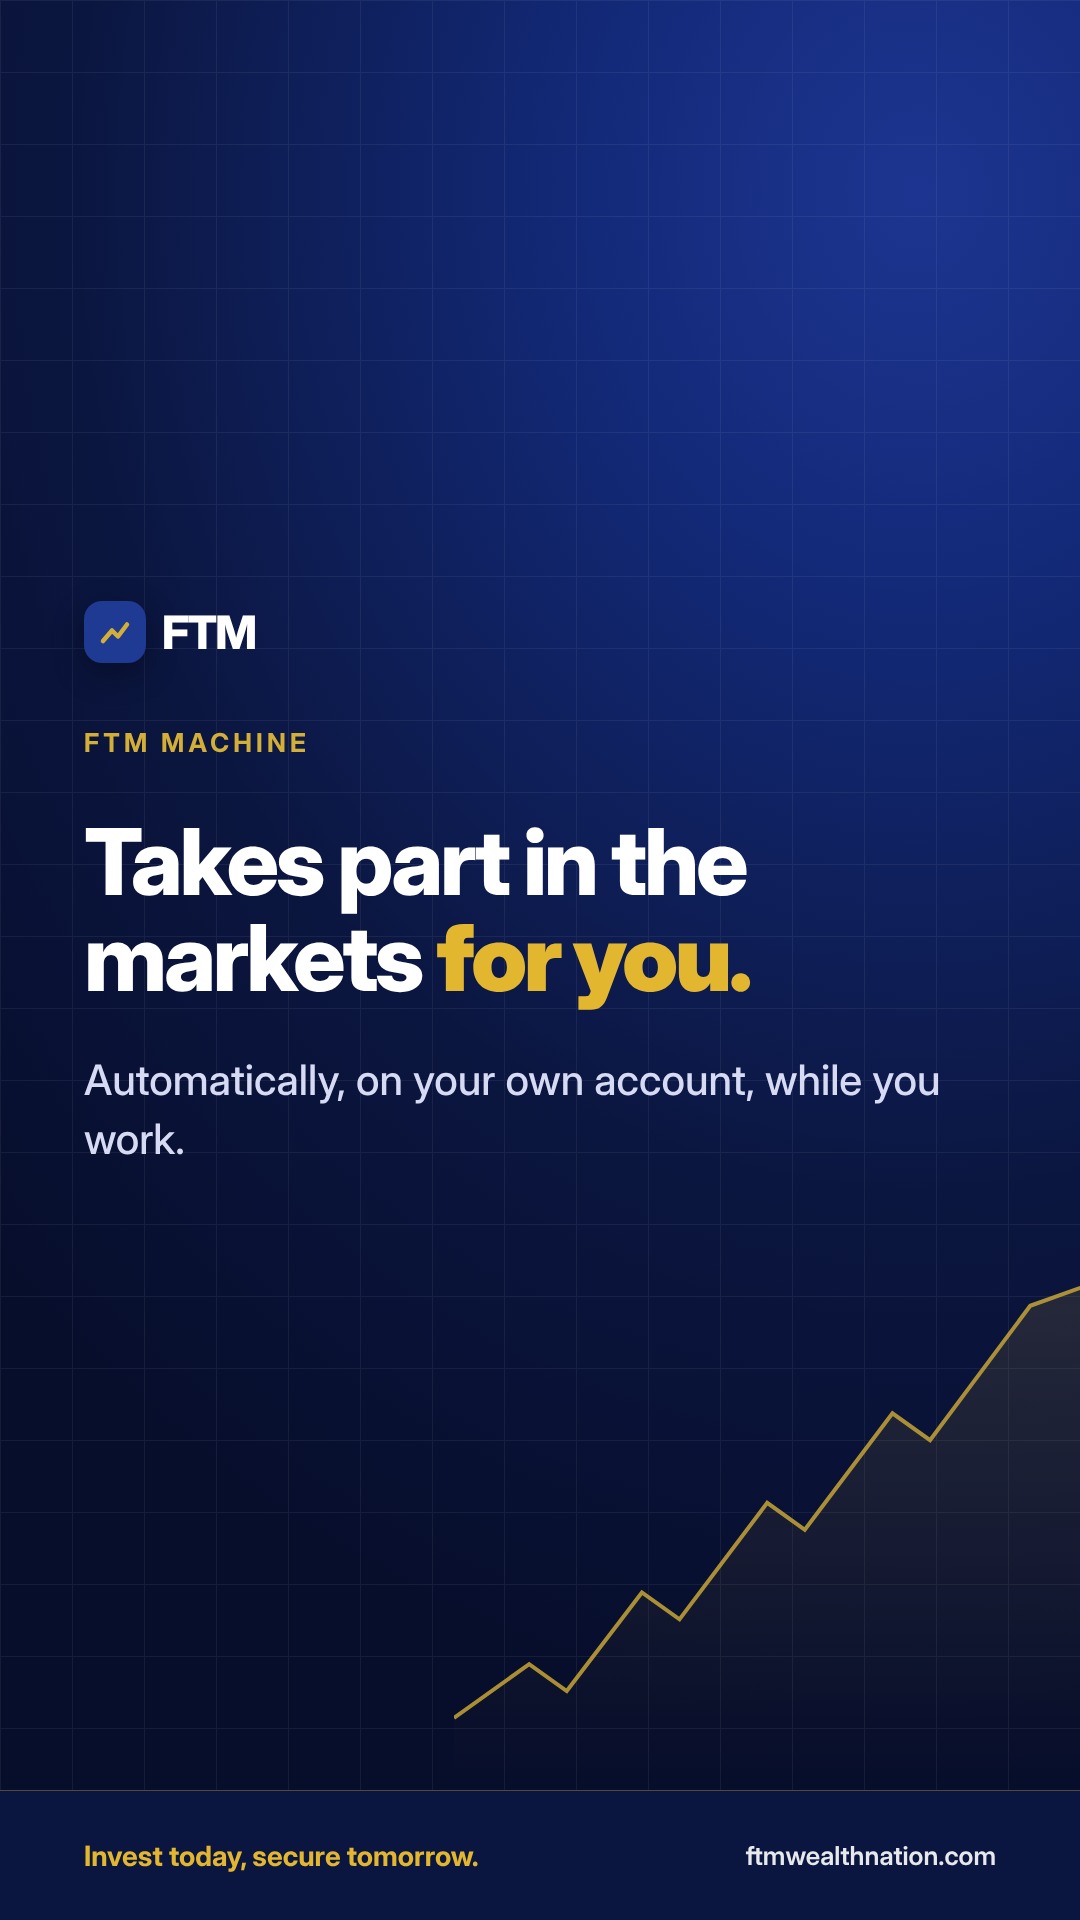 FTM
FTM MACHINE
Takes part in the
markets for you.
Automatically, on your own account, while you
work.
Invest today, secure tomorrow.
ftmwealthnation.com